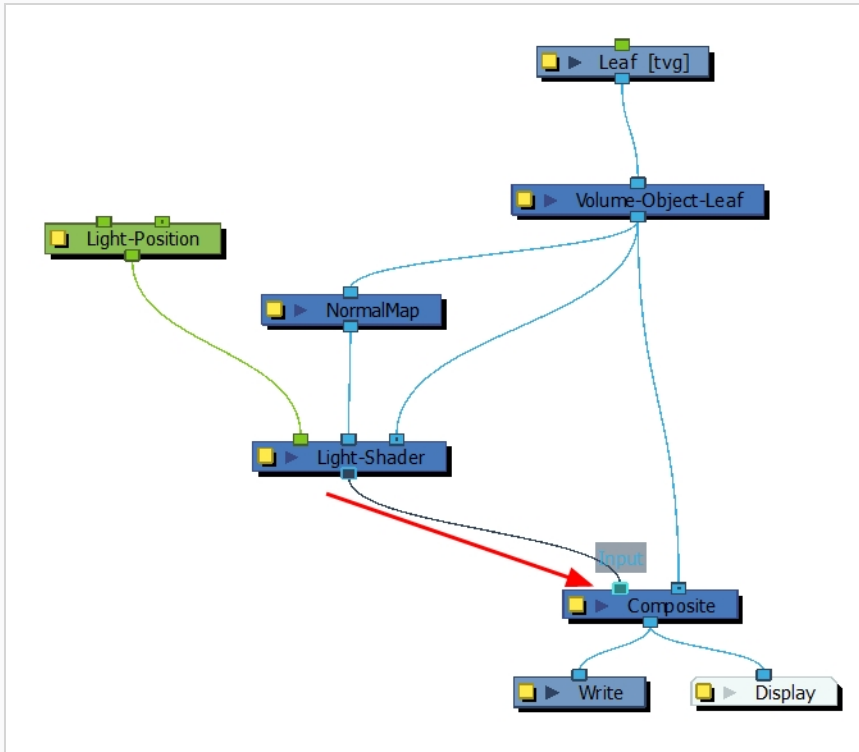 Leaf [tvg]
Volume-Object-Leaf
Light-Position
NormalMap
Light-Shader
Input
Composite
Write
Display